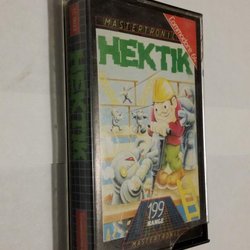 MASTERTRONIC
HEKTIK
HEKTIK
199
RANGE
MASTERTRONIC